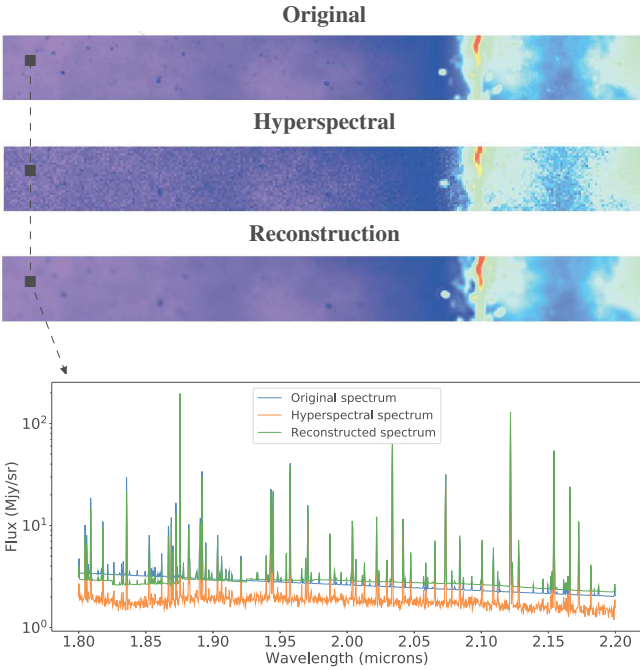 Original
Hyperspectral
Reconstruction
Original spectrum
Hyperspectral spectrum
Reconstructed spectrum
Flux (Mjy/sr)
10²
10¹
10⁰
1.80 1.85 1.90 1.95 2.00 2.05 2.10 2.15 2.20
Wavelength (microns)